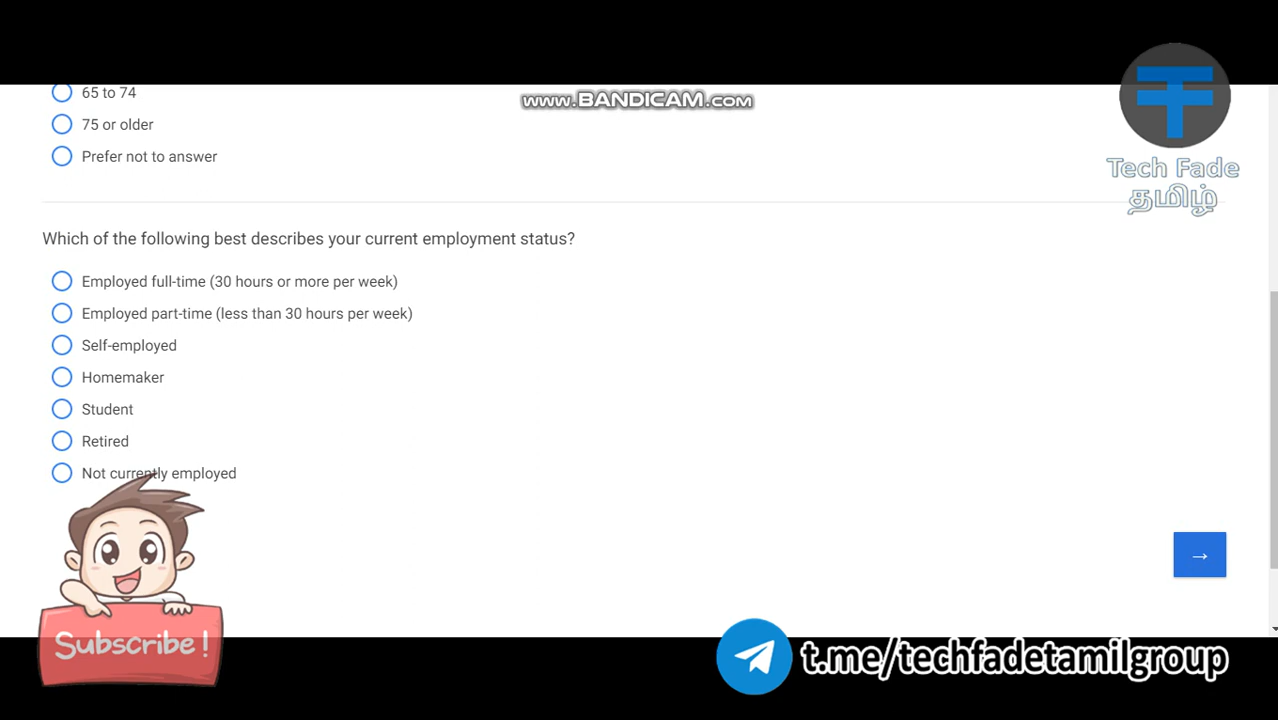 65 to 74
www.BANDICAM.com
75 or older
Prefer not to answer
Tech Fade
தமிழ்
Which of the following best describes your current employment status?
Employed full-time (30 hours or more per week)
Employed part-time (less than 30 hours per week)
Self-employed
Homemaker
Student
Retired
Not currently employed
→
Subscribe!
t.me/techfadetamilgroup